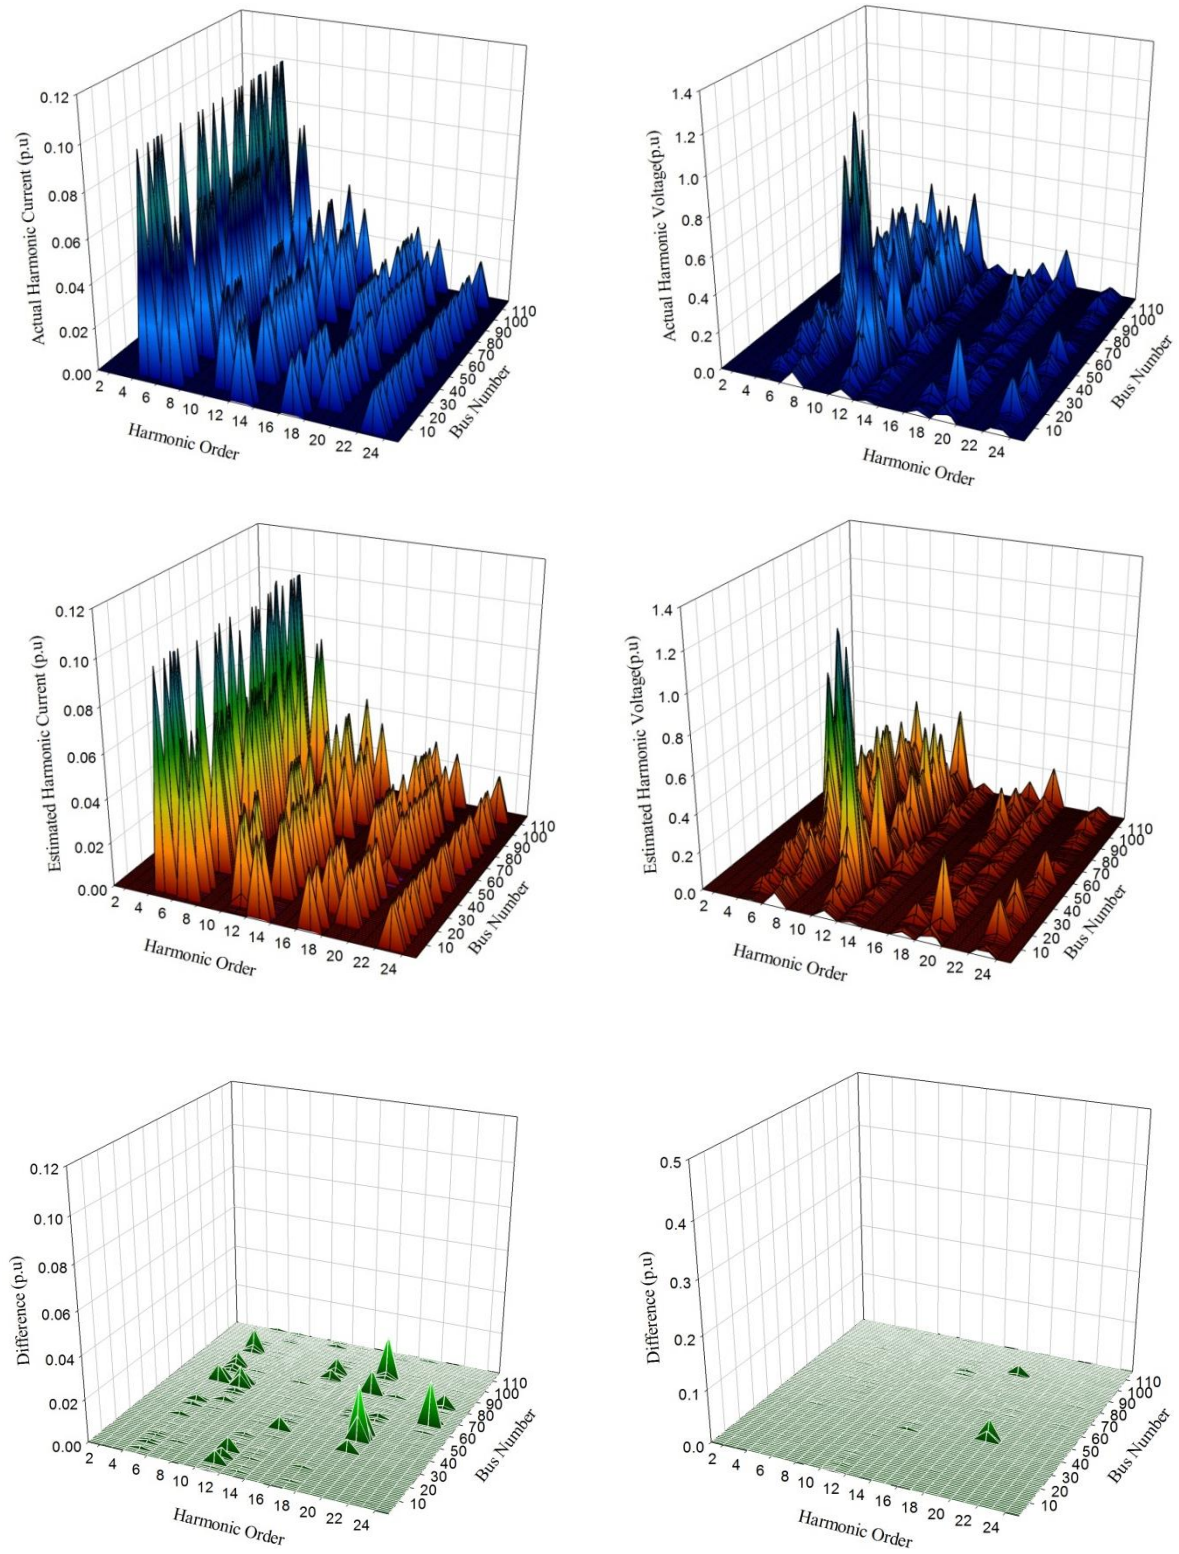 Actual Harmonic Current (p.u)
0.12
0.10
0.08
0.06
0.04
0.02
0.00
2 4 6 8 10 12 14 16 18 20 22 24
Harmonic Order
10 20 30 40 50 60 70 80 90 100 110
Bus Number
Actual Harmonic Voltage(p.u)
1.4
1.2
1.0
0.8
0.6
0.4
0.2
0.0
2 4 6 8 10 12 14 16 18 20 22 24
Harmonic Order
10 20 30 40 50 60 70 80 90 100 110
Bus Number
Estimated Harmonic Current (p.u)
0.12
0.10
0.08
0.06
0.04
0.02
0.00
2 4 6 8 10 12 14 16 18 20 22 24
Harmonic Order
10 20 30 40 50 60 70 80 90 100 110
Bus Number
Estimated Harmonic Voltage(p.u)
1.4
1.2
1.0
0.8
0.6
0.4
0.2
0.0
2 4 6 8 10 12 14 16 18 20 22 24
Harmonic Order
10 20 30 40 50 60 70 80 90 100 110
Bus Number
Difference (p.u)
0.12
0.10
0.08
0.06
0.04
0.02
0.00
2 4 6 8 10 12 14 16 18 20 22 24
Harmonic Order
10 20 30 40 50 60 70 80 90 100 110
Bus Number
Difference (p.u)
0.5
0.4
0.3
0.2
0.1
0.0
2 4 6 8 10 12 14 16 18 20 22 24
Harmonic Order
10 20 30 40 50 60 70 80 90 100 110
Bus Number